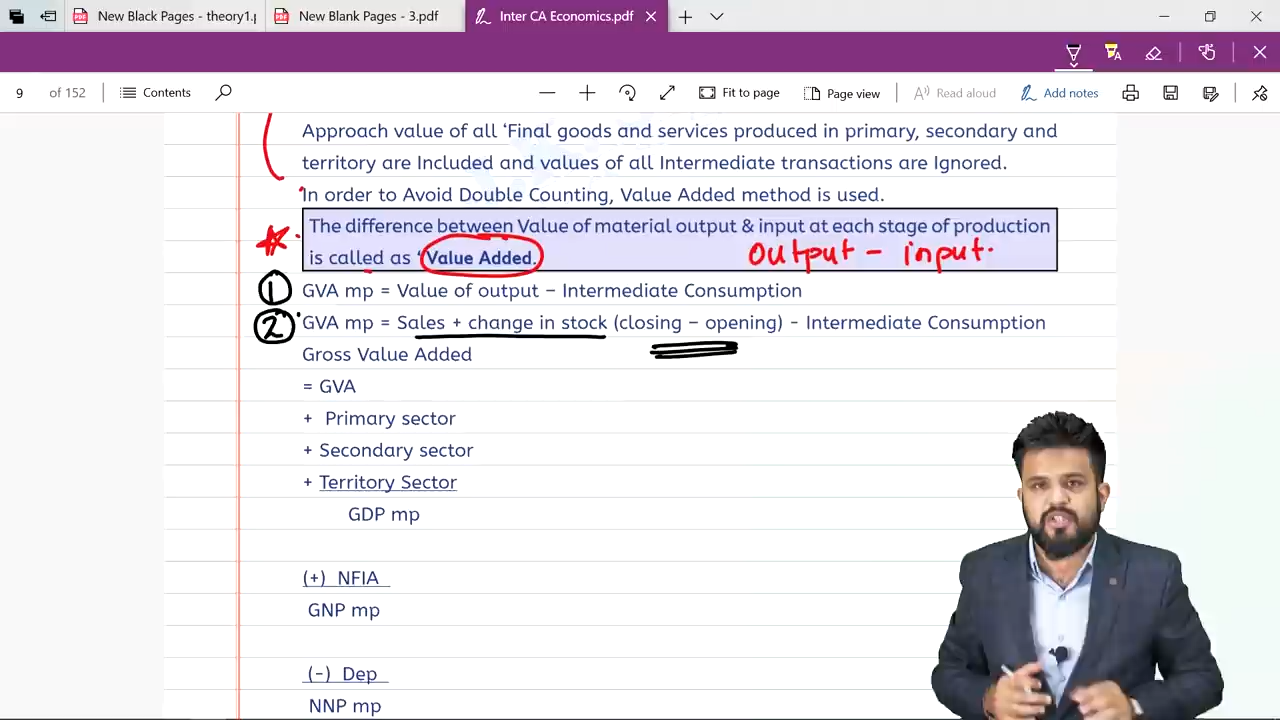 New Black Pages - theory1.p
New Blank Pages - 3.pdf
Inter CA Economics.pdf
9 of 152
Contents
Fit to page
Page view
Read aloud
Add notes
Approach value of all ‘Final goods and services produced in primary, secondary and
territory are Included and values of all Intermediate transactions are Ignored.
In order to Avoid Double Counting, Value Added method is used.
The difference between Value of material output & input at each stage of production
is called as ‘Value Added.
output - input
① GVA mp = Value of output – Intermediate Consumption
② GVA mp = Sales + change in stock (closing – opening) - Intermediate Consumption
Gross Value Added
= GVA
+ Primary sector
+ Secondary sector
+ Territory Sector
GDP mp
(+) NFIA
GNP mp
(-) Dep
NNP mp